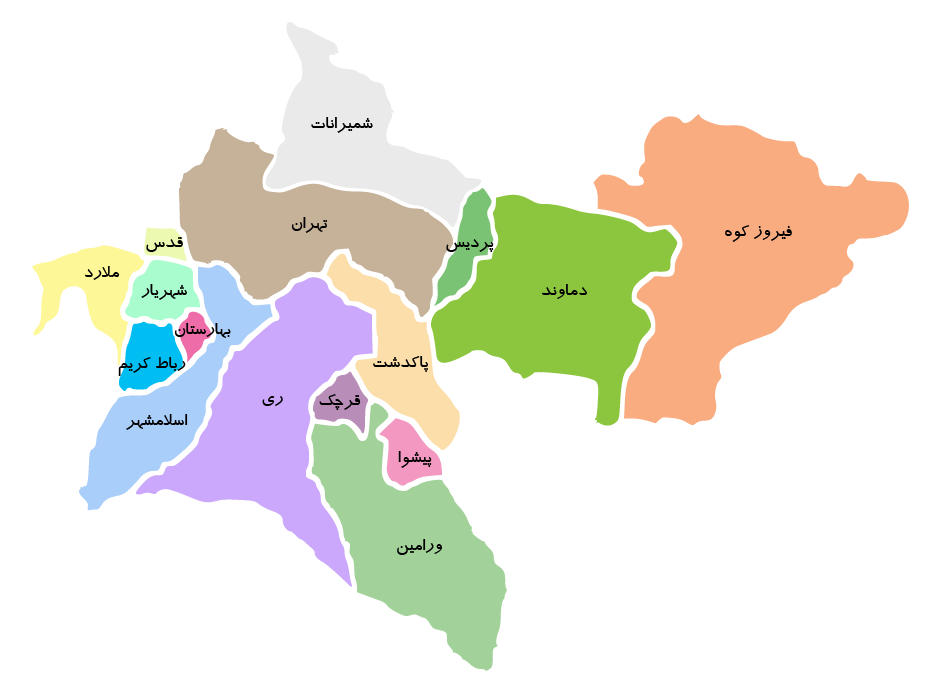 شمیرانات
تهران
فیروز کوه
قدس
پردیس
ملارد
شهریار
دماوند
بهارستان
رباط کریم
پاکدشت
ری
قرچک
اسلامشهر
پیشوا
ورامین